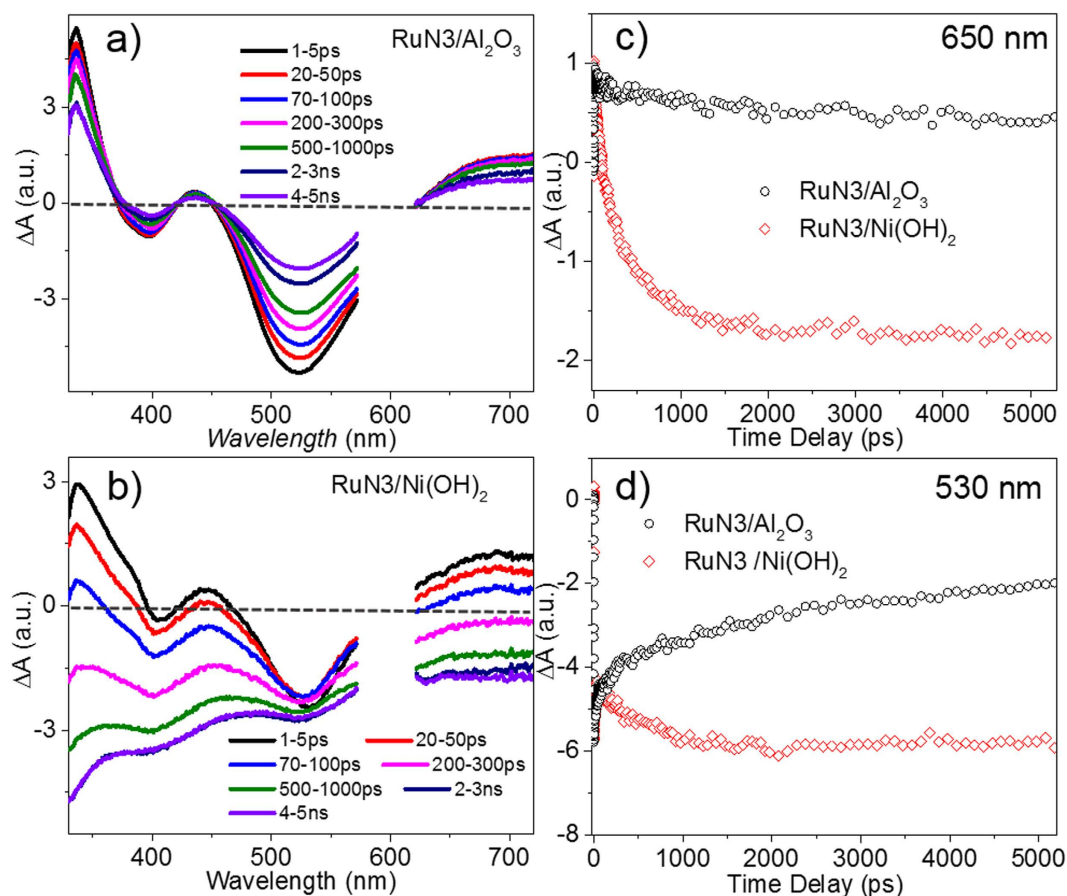 a)
RuN3/Al₂O₃
1-5ps
20-50ps
70-100ps
200-300ps
500-1000ps
2-3ns
4-5ns
3
0
-3
ΔA (a.u.)
400
500
600
700
Wavelength (nm)
c)
650 nm
1
0
-1
-2
ΔA (a.u.)
RuN3/Al₂O₃
RuN3/Ni(OH)₂
0
1000
2000
3000
4000
5000
Time Delay (ps)
b)
RuN3/Ni(OH)₂
3
0
-3
ΔA (a.u.)
1-5ps
20-50ps
70-100ps
200-300ps
500-1000ps
2-3ns
4-5ns
400
500
600
700
Wavelength (nm)
d)
530 nm
0
-2
-4
-6
-8
ΔA (a.u.)
RuN3/Al₂O₃
RuN3 /Ni(OH)₂
0
1000
2000
3000
4000
5000
Time Delay (ps)